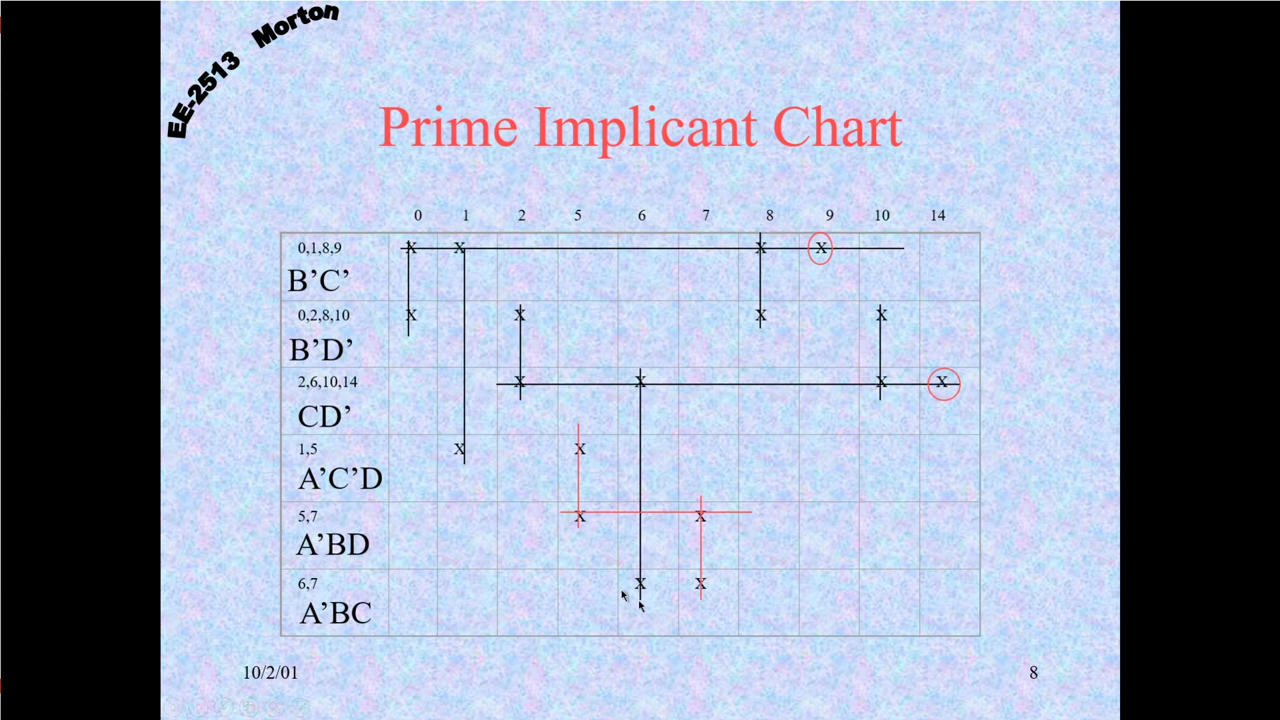 EE-2513 Morton
Prime Implicant Chart
0 1 2 5 6 7 8 9 10 14
0,1,8,9 X X X X
B’C’
0,2,8,10 X X X X
B’D’
2,6,10,14 X X X X
CD’
1,5 X X
A’C’D
5,7 X X
A’BD
6,7 X X
A’BC
10/2/01 8